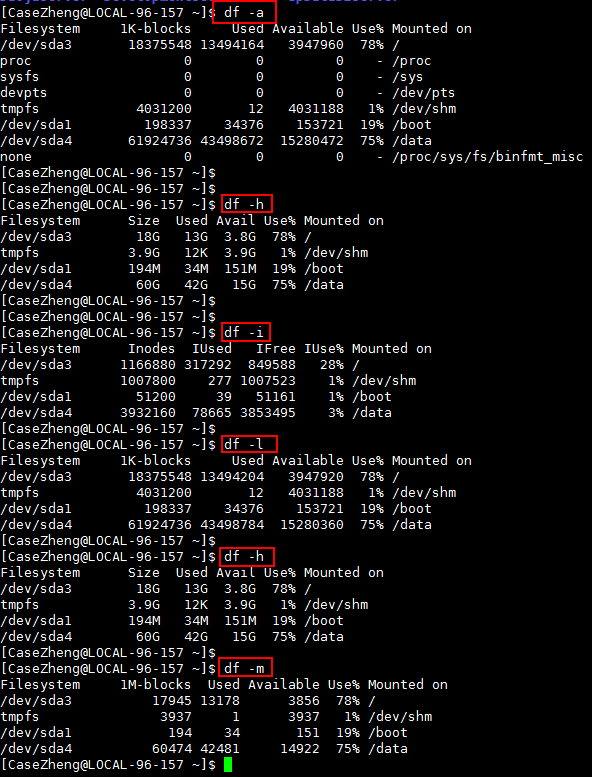 [CaseZheng@LOCAL-96-157 ~]$ df -a
Filesystem 1K-blocks Used Available Use% Mounted on
/dev/sda3 18375548 13494164 3947960 78% /
proc 0 0 0 - /proc
sysfs 0 0 0 - /sys
devpts 0 0 0 - /dev/pts
tmpfs 4031200 12 4031188 1% /dev/shm
/dev/sda1 198337 34376 153721 19% /boot
/dev/sda4 61924736 43498672 15280472 75% /data
none 0 0 0 - /proc/sys/fs/binfmt_misc
[CaseZheng@LOCAL-96-157 ~]$
[CaseZheng@LOCAL-96-157 ~]$
[CaseZheng@LOCAL-96-157 ~]$ df -h
Filesystem Size Used Avail Use% Mounted on
/dev/sda3 18G 13G 3.8G 78% /
tmpfs 3.9G 12K 3.9G 1% /dev/shm
/dev/sda1 194M 34M 151M 19% /boot
/dev/sda4 60G 42G 15G 75% /data
[CaseZheng@LOCAL-96-157 ~]$
[CaseZheng@LOCAL-96-157 ~]$
[CaseZheng@LOCAL-96-157 ~]$ df -i
Filesystem Inodes IUsed IFree IUse% Mounted on
/dev/sda3 1166880 317292 849588 28% /
tmpfs 1007800 277 1007523 1% /dev/shm
/dev/sda1 51200 39 51161 1% /boot
/dev/sda4 3932160 78665 3853495 3% /data
[CaseZheng@LOCAL-96-157 ~]$
[CaseZheng@LOCAL-96-157 ~]$ df -l
Filesystem 1K-blocks Used Available Use% Mounted on
/dev/sda3 18375548 13494204 3947920 78% /
tmpfs 4031200 12 4031188 1% /dev/shm
/dev/sda1 198337 34376 153721 19% /boot
/dev/sda4 61924736 43498784 15280360 75% /data
[CaseZheng@LOCAL-96-157 ~]$
[CaseZheng@LOCAL-96-157 ~]$ df -h
Filesystem Size Used Avail Use% Mounted on
/dev/sda3 18G 13G 3.8G 78% /
tmpfs 3.9G 12K 3.9G 1% /dev/shm
/dev/sda1 194M 34M 151M 19% /boot
/dev/sda4 60G 42G 15G 75% /data
[CaseZheng@LOCAL-96-157 ~]$
[CaseZheng@LOCAL-96-157 ~]$ df -m
Filesystem 1M-blocks Used Available Use% Mounted on
/dev/sda3 17945 13178 3856 78% /
tmpfs 3937 1 3937 1% /dev/shm
/dev/sda1 194 34 151 19% /boot
/dev/sda4 60474 42481 14922 75% /data
[CaseZheng@LOCAL-96-157 ~]$